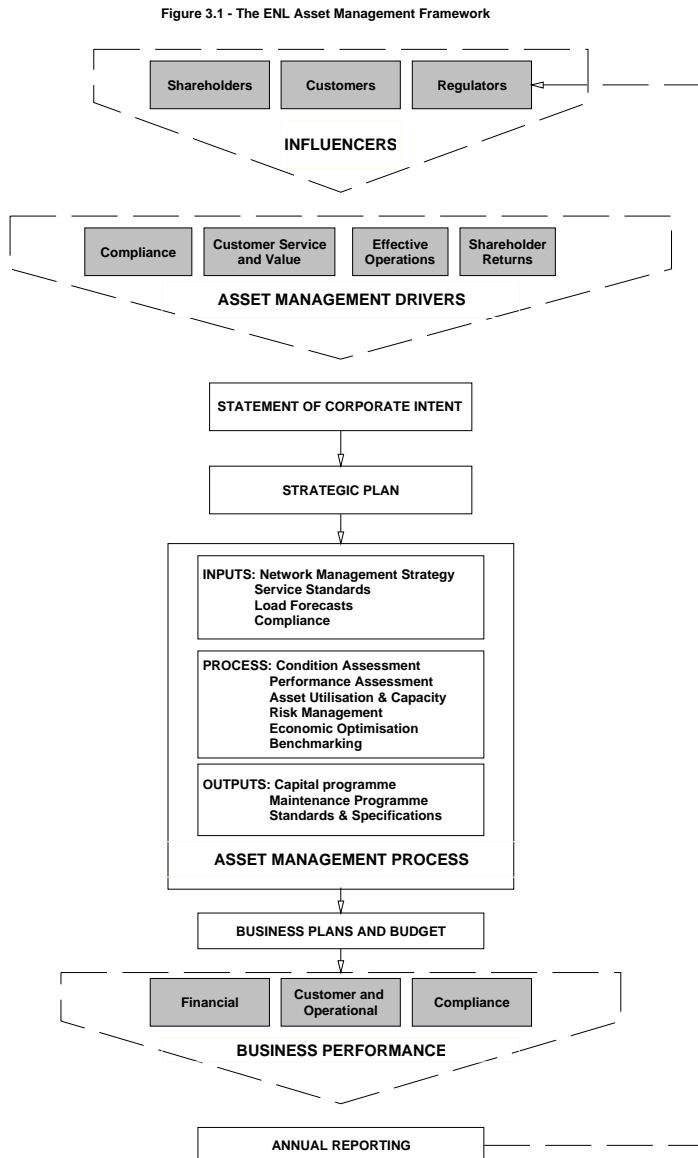 Figure 3.1 - The ENL Asset Management Framework
Shareholders
Customers
Regulators
INFLUENCERS
Compliance
Customer Service
and Value
Effective
Operations
Shareholder
Returns
ASSET MANAGEMENT DRIVERS
STATEMENT OF CORPORATE INTENT
STRATEGIC PLAN
INPUTS: Network Management Strategy
Service Standards
Load Forecasts
Compliance
PROCESS: Condition Assessment
Performance Assessment
Asset Utilisation & Capacity
Risk Management
Economic Optimisation
Benchmarking
OUTPUTS: Capital programme
Maintenance Programme
Standards & Specifications
ASSET MANAGEMENT PROCESS
BUSINESS PLANS AND BUDGET
Financial
Customer and
Operational
Compliance
BUSINESS PERFORMANCE
ANNUAL REPORTING